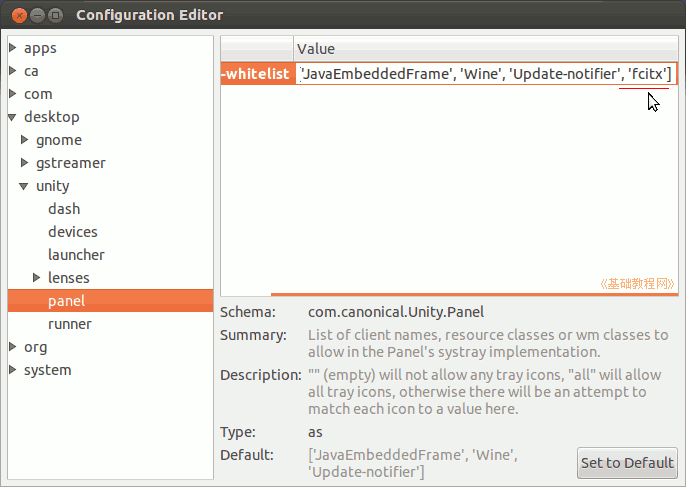 Configuration Editor
apps
ca
com
desktop
gnome
gstreamer
unity
dash
devices
launcher
lenses
panel
runner
org
system
Value
-whitelist ['JavaEmbeddedFrame', 'Wine', 'Update-notifier', 'fcitx']
《基础教程网》
Schema: com.canonical.Unity.Panel
Summary: List of client names, resource classes or wm classes to
allow in the Panel's systray implementation.
Description: "" (empty) will not allow any tray icons, "all" will allow
all tray icons, otherwise there will be an attempt to
match each icon to a value here.
Type: as
Default: ['JavaEmbeddedFrame', 'Wine',
'Update-notifier']
Set to Default